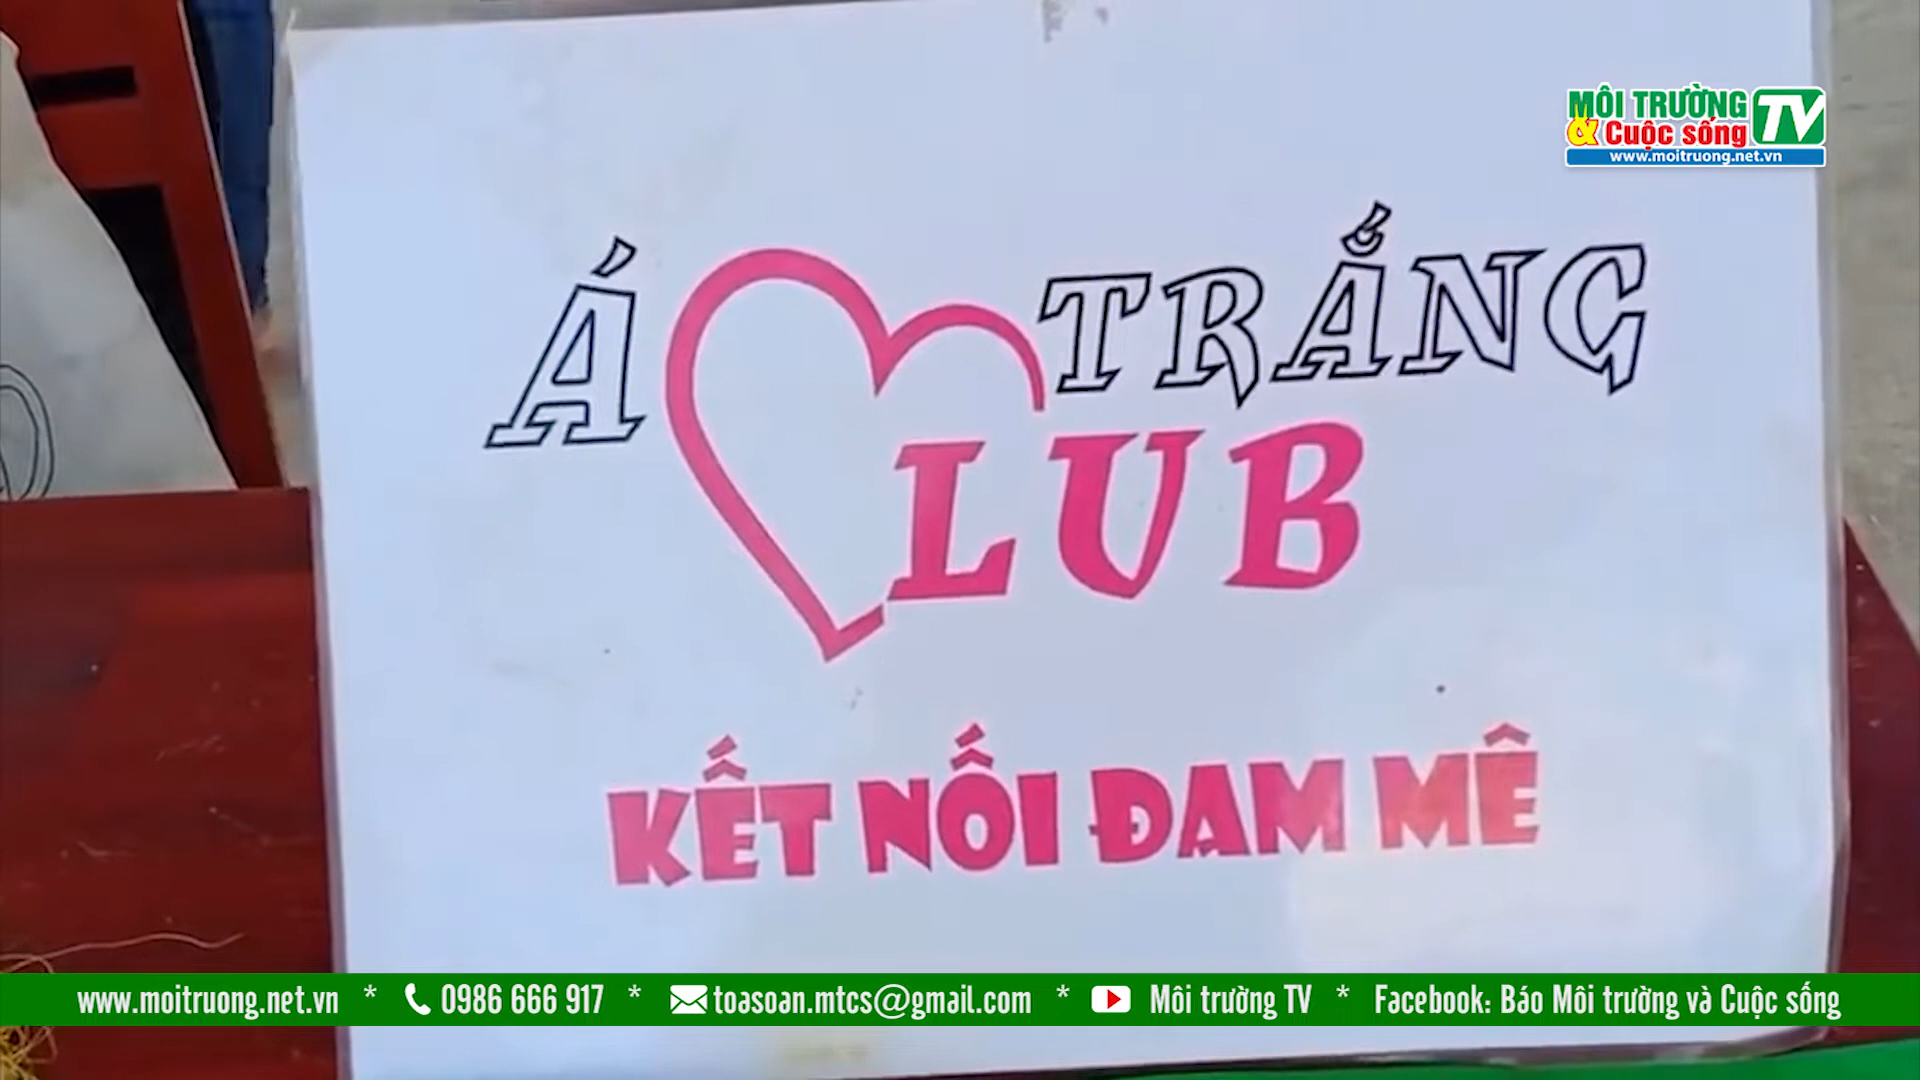 MÔI TRƯỜNG TV
& Cuộc sống
www.moitruong.net.vn
Á TRẮNG
LUB
KẾT NỐI ĐAM MÊ
www.moitruong.net.vn * 0986 666 917 * toasoan.mtcs@gmail.com * Môi trường TV * Facebook: Báo Môi trường và Cuộc sống